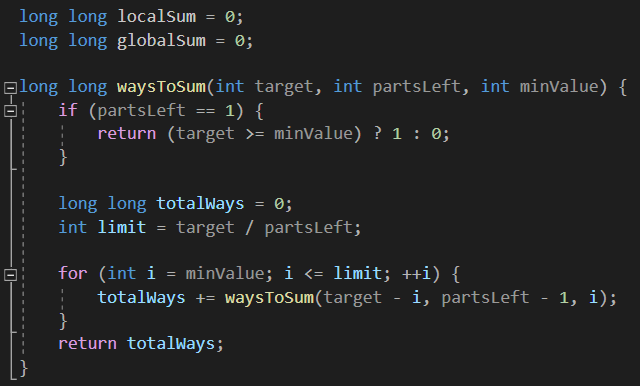 long long localSum = 0;
long long globalSum = 0;
long long waysToSum(int target, int partsLeft, int minValue) {
if (partsLeft == 1) {
return (target >= minValue) ? 1 : 0;
}
long long totalWays = 0;
int limit = target / partsLeft;
for (int i = minValue; i <= limit; ++i) {
totalWays += waysToSum(target - i, partsLeft - 1, i);
}
return totalWays;
}